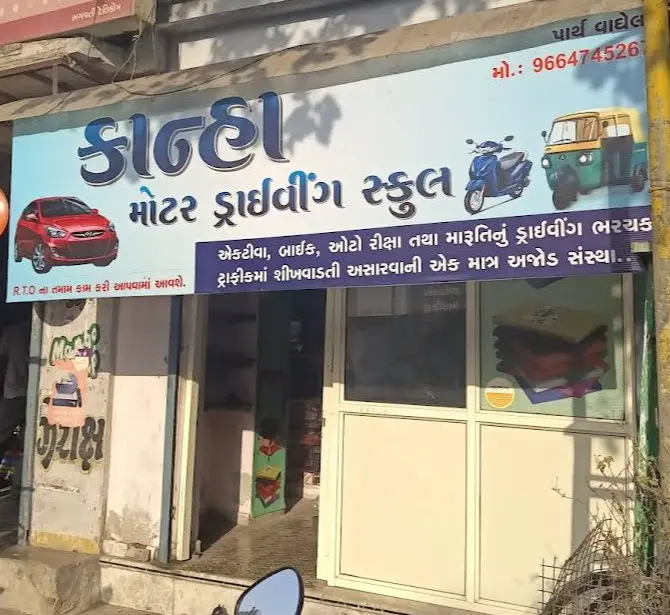 ભગવતી ટેલિકોમ
પાર્થ વાઘેલા
મો.: 966474526
કાન્હા
મોટર ડ્રાઈવીંગ સ્કુલ
એકટીવા, બાઈક, ઓટો રીક્ષા તથા મારૂતિનું ડ્રાઈવીંગ ભરચક
ટ્રાફીકમાં શીખવાડતી અસારવાની એક માત્ર અજોડ સંસ્થા..
R.T.O ના તમામ કામ કરી આપવામાં આવશે.
ઝેરોક્ષ